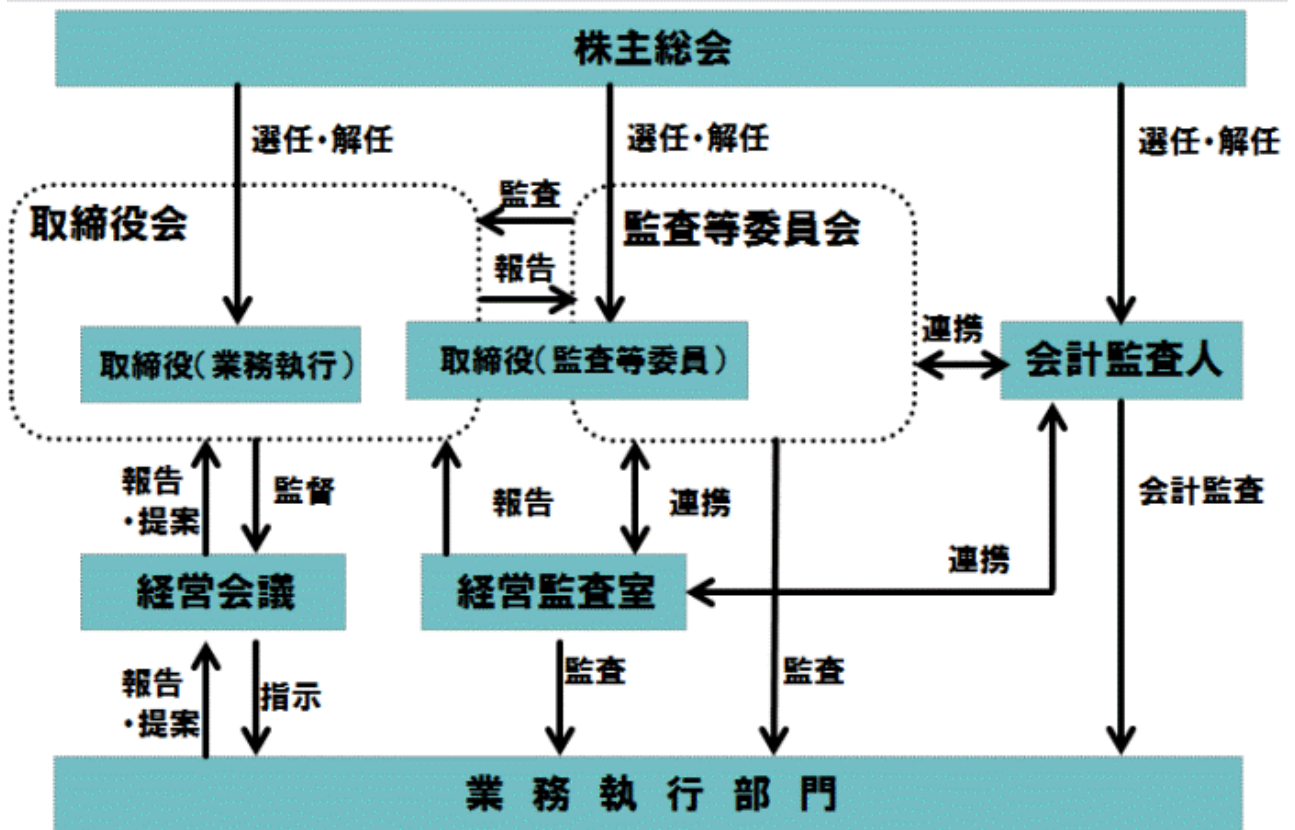 株主総会
選任・解任
選任・解任
選任・解任
監査
取締役会
監査等委員会
報告
連携
取締役（業務執行）
取締役（監査等委員）
会計監査人
報告
・提案
監督
報告
連携
会計監査
連携
経営会議
経営監査室
報告
・提案
指示
監査
監査
業務執行部門